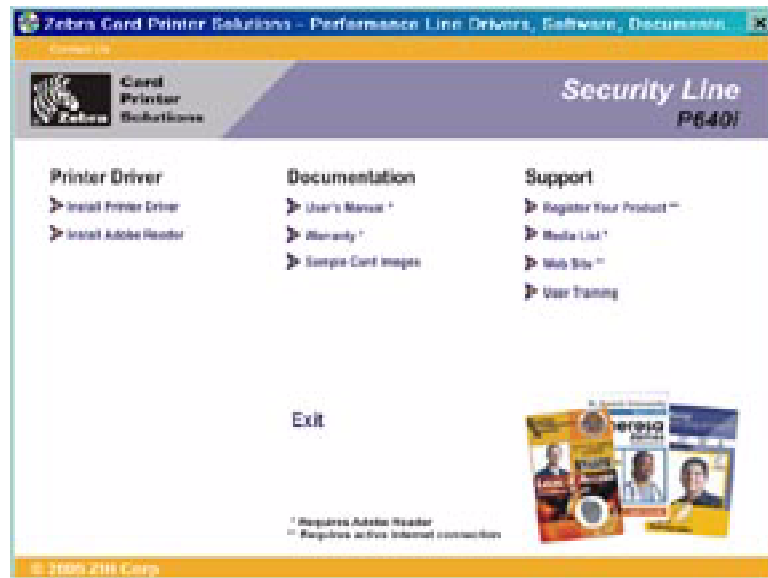 Zebra Card Printer Solutions - Performance Line Drivers, Software, Documenta...
Contact Us
Zebra
Card
Printer
Solutions
Security Line
P640i
Printer Driver
Install Printer Driver
Install Adobe Reader
Documentation
User's Manual *
Warranty *
Sample Card Images
Support
Register Your Product **
Media List *
Web Site **
User Training
Exit
* Requires Adobe Reader
** Requires active internet connection
eresa
© 2006 ZIH Corp